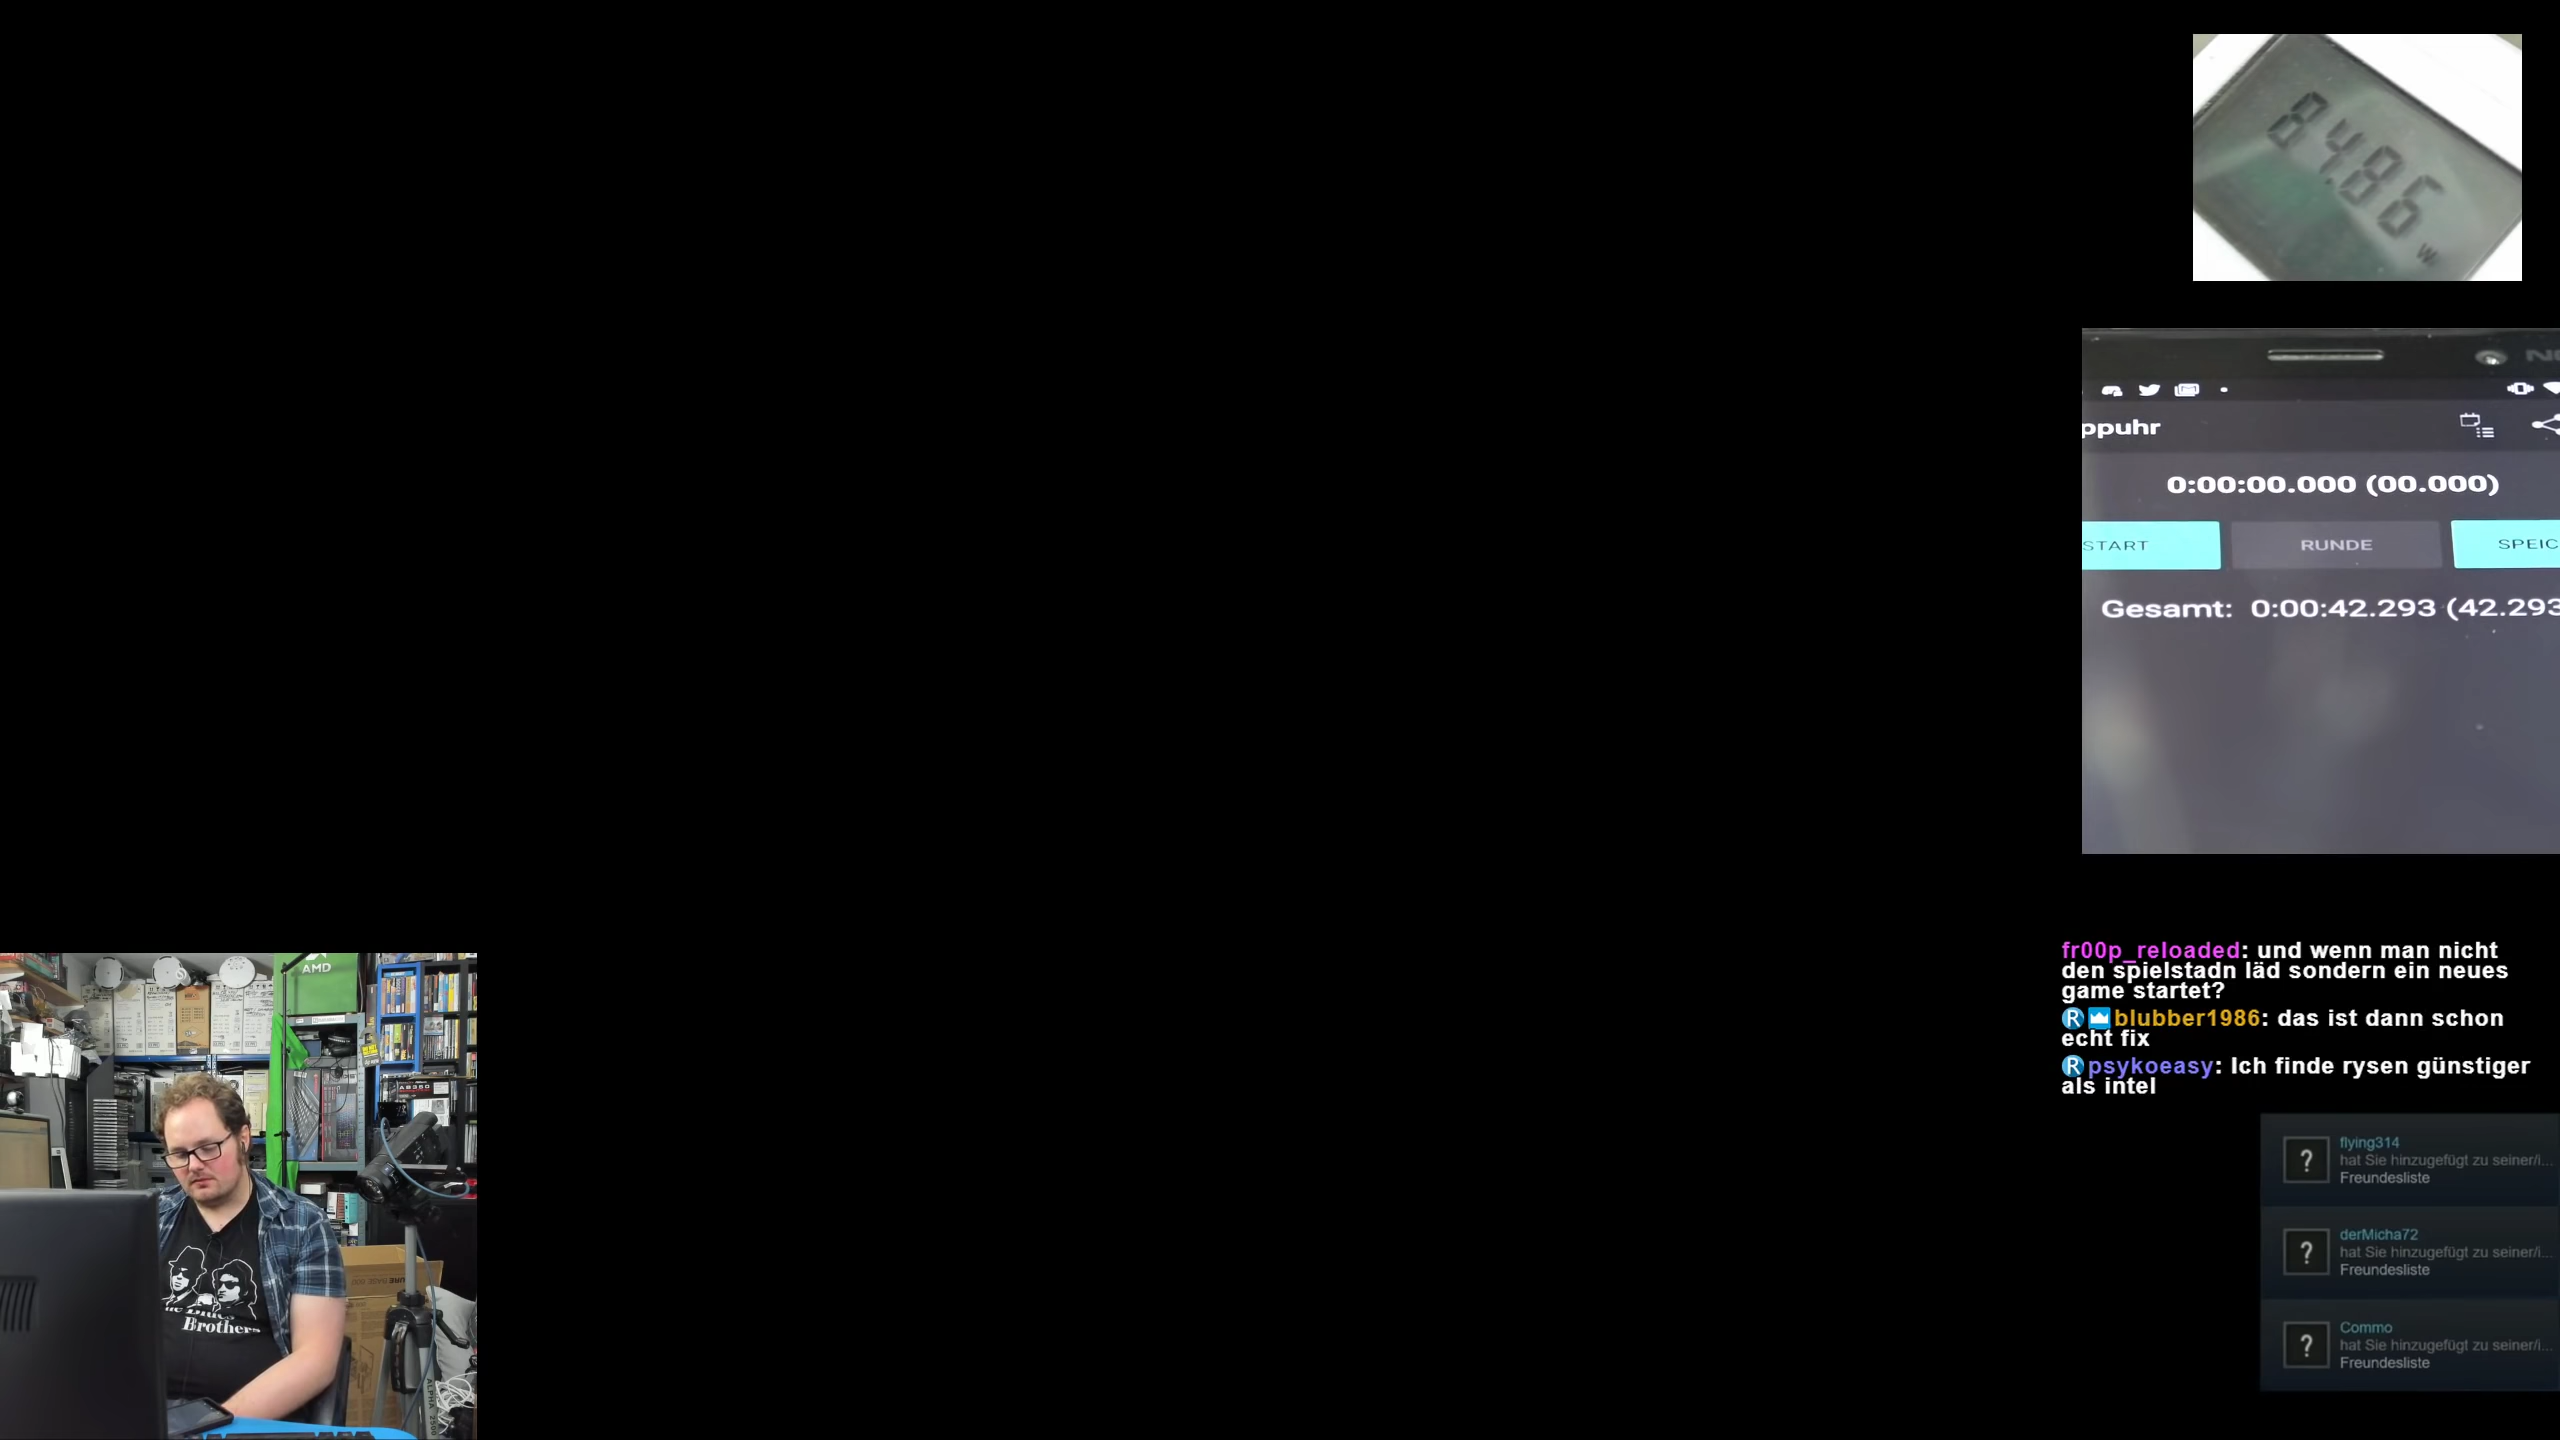 84.86
W
ppuhr
0:00:00.000 (00.000)
START
RUNDE
SPEIC
Gesamt: 0:00:42.293 (42.293
fr00p_reloaded: und wenn man nicht
den spielstadn läd sondern ein neues
game startet?
blubber1986: das ist dann schon
echt fix
psykoeasy: Ich finde rysen günstiger
als intel
flying314
hat Sie hinzugefügt zu seiner/i...
Freundesliste
derMicha72
hat Sie hinzugefügt zu seiner/i...
Freundesliste
Commo
hat Sie hinzugefügt zu seiner/i...
Freundesliste
AMD
AB350
Brothers
ALPHA 2500